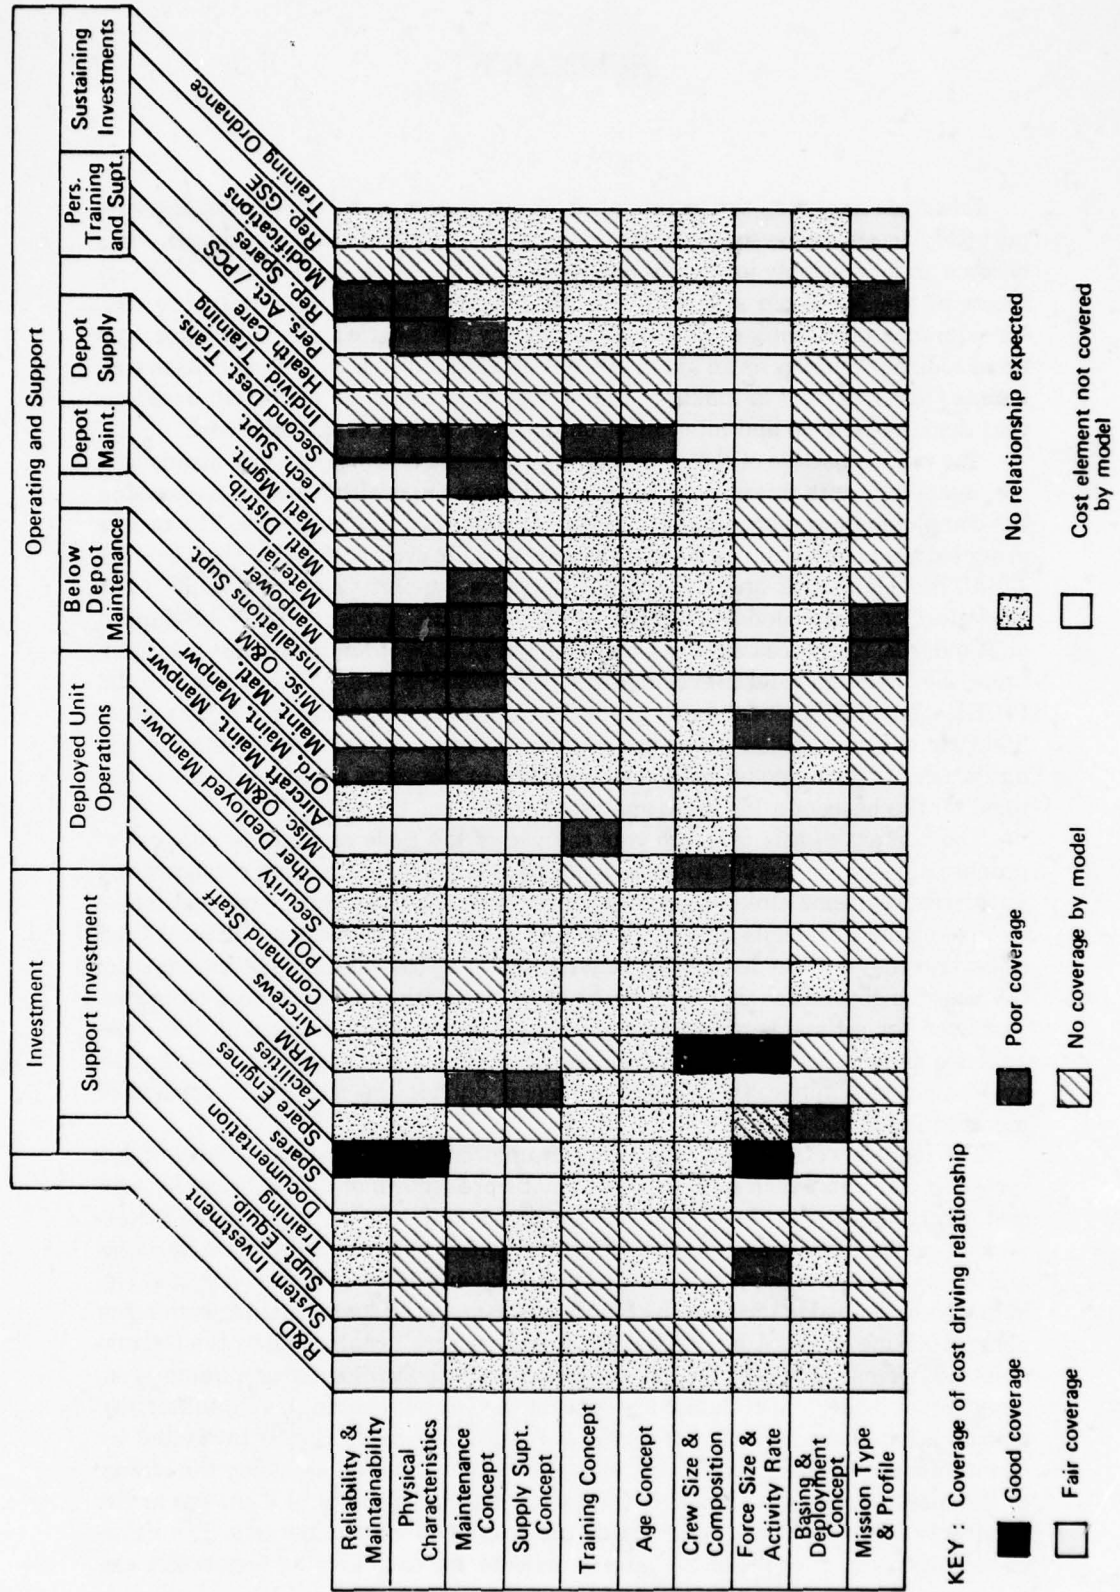 Investment
Operating and Support
Support Investment
Deployed Unit
Operations
Below
Depot
Maintenance
Depot
Maint.
Depot
Supply
Pers.
Training
and Supt.
Sustaining
Investments
R&D
System Investment
Supt. Equip.
Training
Documentation
Spares
Spare Engines
Facilities
WRM
Aircrews
Command Staff
POL
Security
Other Deployed Manpwr.
Misc. O&M
Aircraft Maint. Manpwr.
Ord. Maint. Manpwr
Maint. Matl.
Misc. O&M
Installations Supt.
Manpower
Material
Matl. Distrib.
Matl. Mgmt.
Tech. Supt.
Second Dest. Trans.
Individ. Training
Health Care
Pers. Act. / PCS
Rep. Spares
Modifications
Rep. GSE
Training Ordnance
Reliability &
Maintainability
Physical
Characteristics
Maintenance
Concept
Supply Supt.
Concept
Training Concept
Age Concept
Crew Size &
Composition
Force Size &
Activity Rate
Basing &
Deployment
Concept
Mission Type
& Profile
KEY : Coverage of cost driving relationship
Good coverage
Poor coverage
No relationship expected
Fair coverage
No coverage by model
Cost element not covered
by model